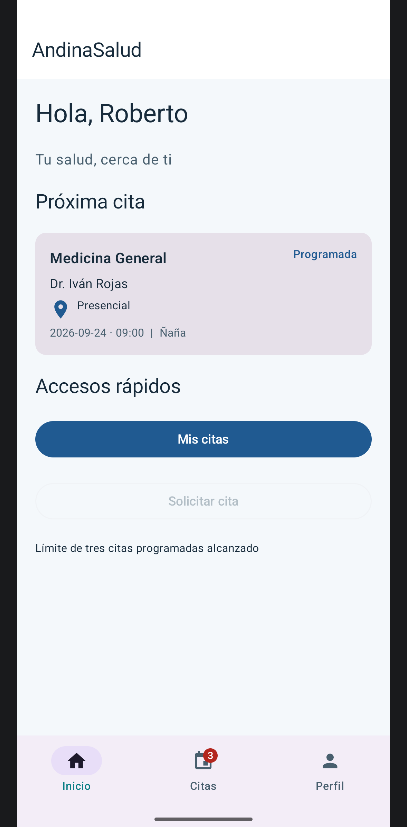 AndinaSalud
Hola, Roberto
Tu salud, cerca de ti
Próxima cita
Medicina General
Programada
Dr. Iván Rojas
Presencial
2026-09-24 · 09:00 | Ñaña
Accesos rápidos
Mis citas
Solicitar cita
Límite de tres citas programadas alcanzado
3
Inicio
Citas
Perfil